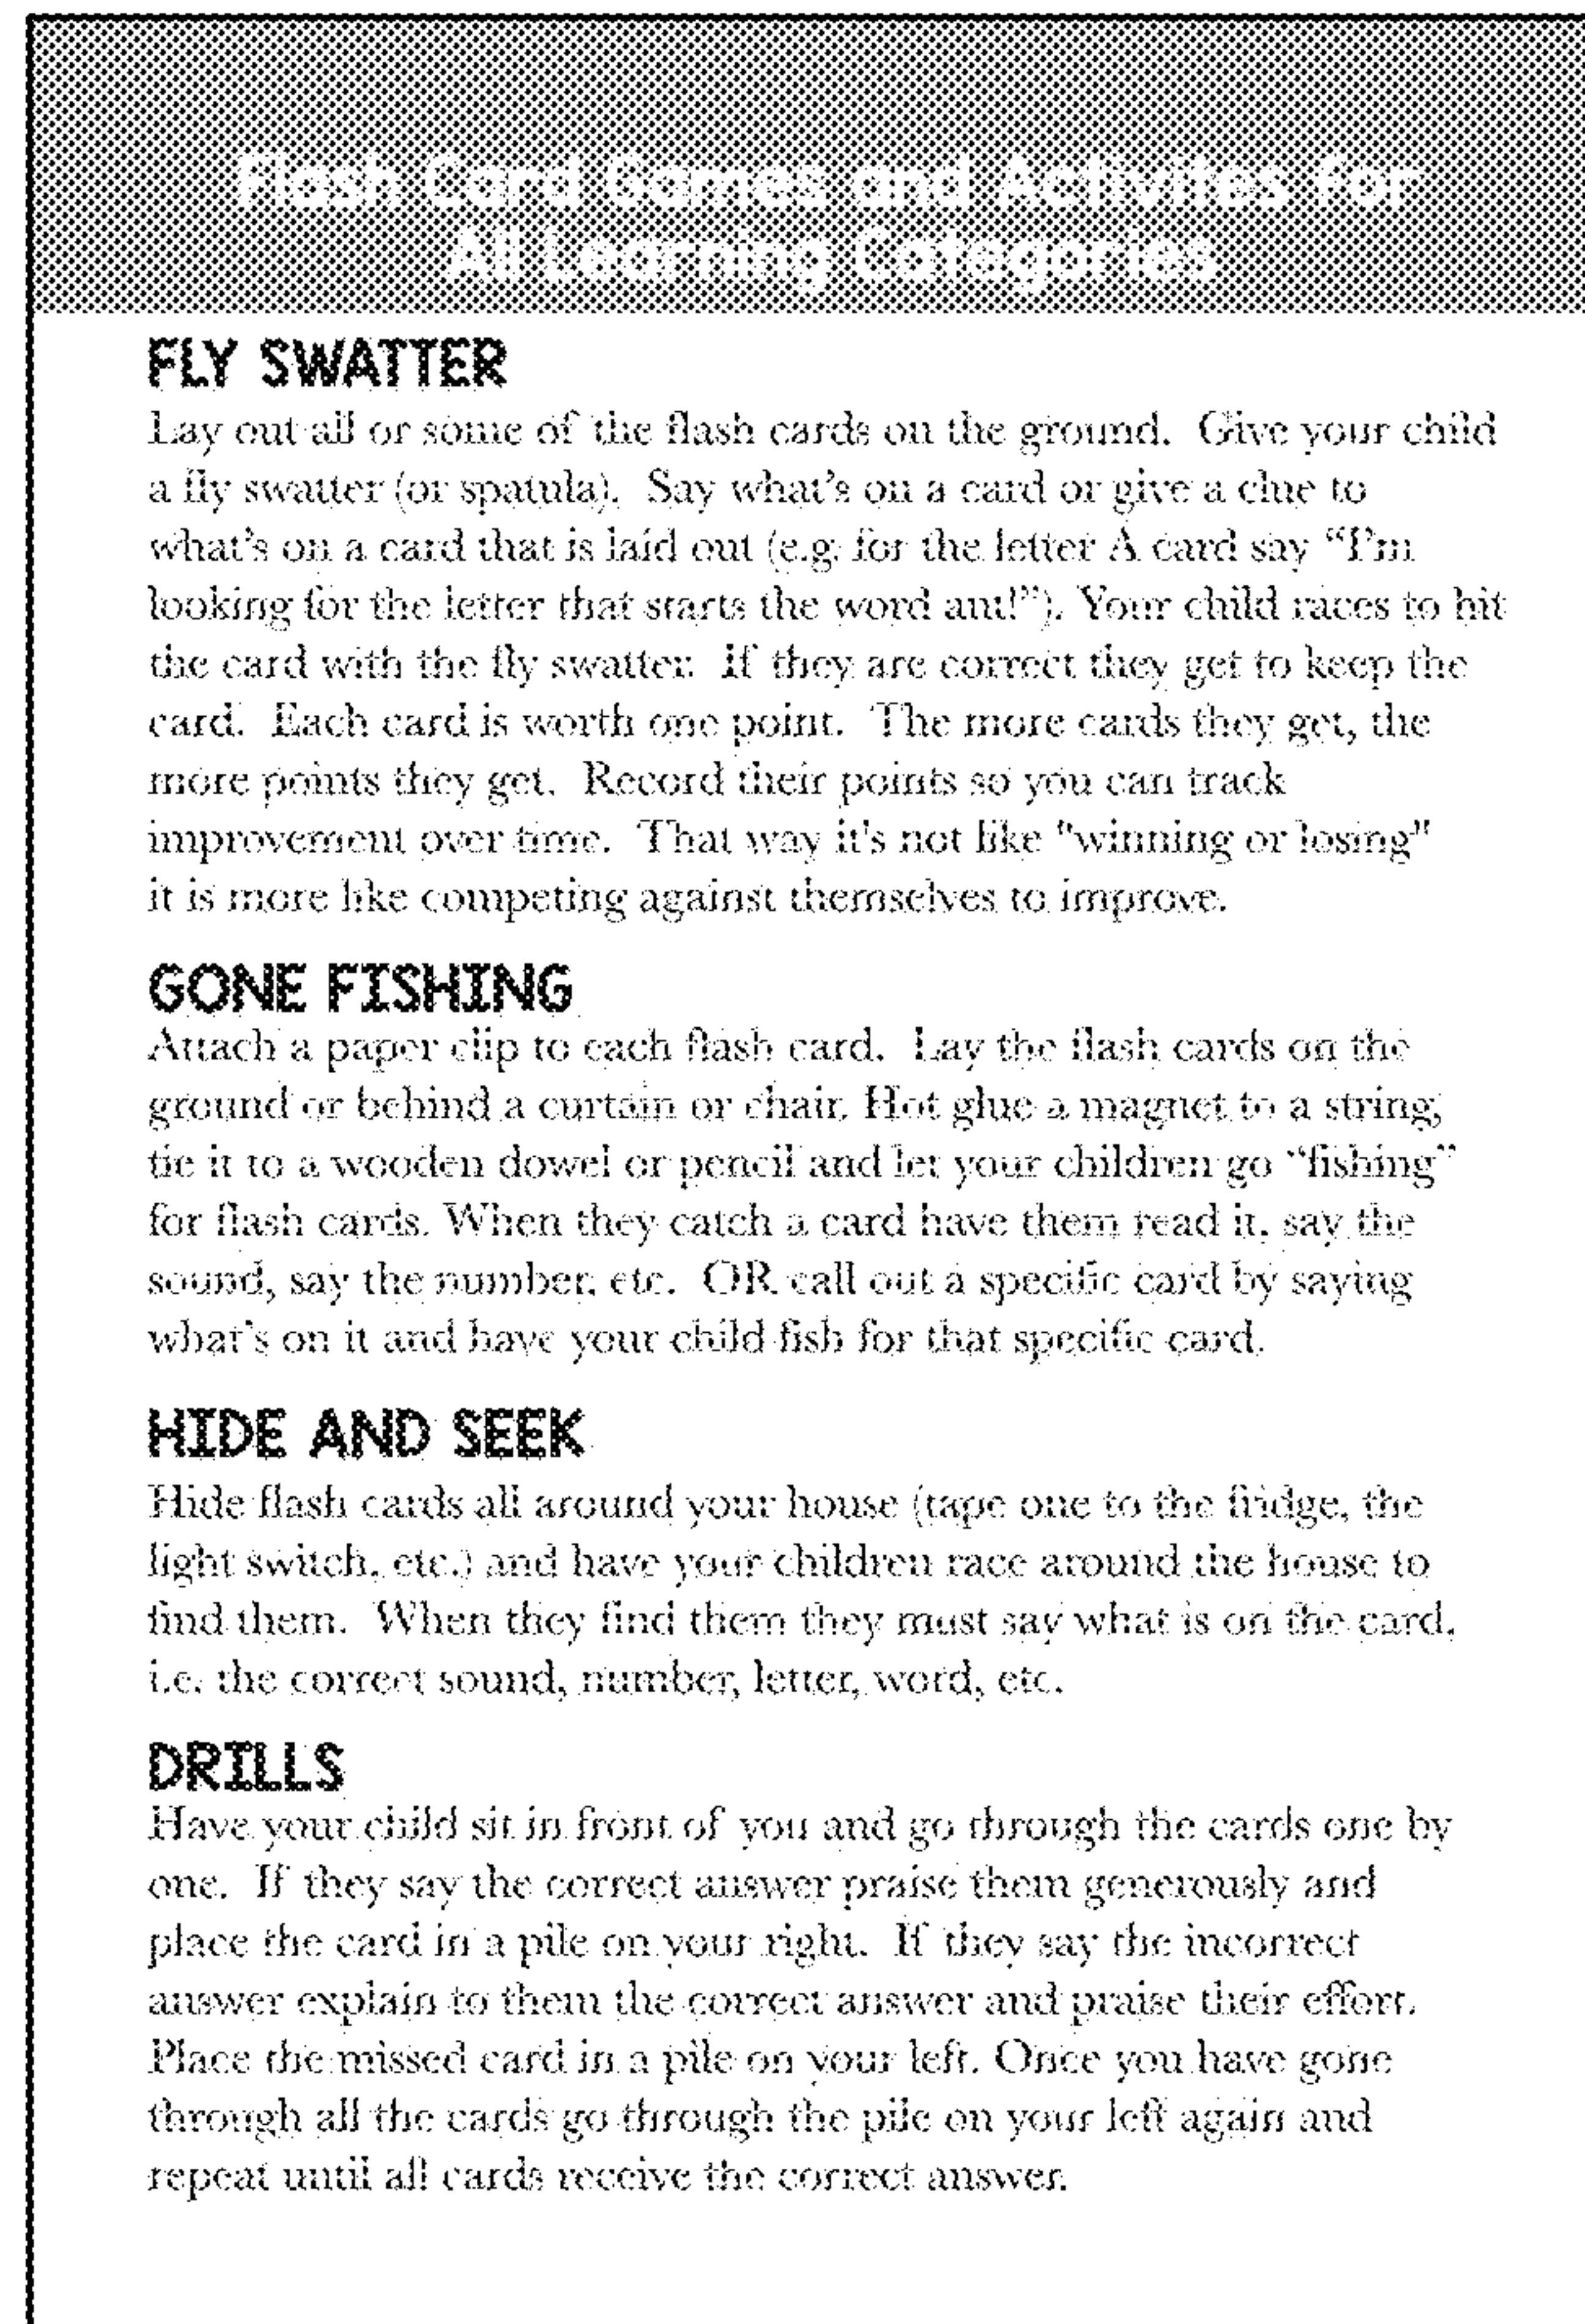 Flash Card Games and Activites for
All Learning Categories
FLY SWATTER
Lay out all or some of the flash cards on the ground.  Give your child
a fly swatter (or spatula).  Say what's on a card or give a clue to
what's on a card that is laid out (e.g. for the letter A card say “I'm
looking for the letter that starts the word ant!”). Your child races to hit
the card with the fly swatter.  If they are correct they get to keep the
card.  Each card is worth one point.  The more cards they get, the
more points they get.  Record their points so you can track
improvement over time.  That way it's not like "winning or losing"
it is more like competing against themselves to improve.
GONE FISHING
Attach a paper clip to each flash card.  Lay the flash cards on the
ground or behind a curtain or chair. Hot glue a magnet to a string,
tie it to a wooden dowel or pencil and let your children go “fishing”
for flash cards. When they catch a card have them read it, say the
sound, say the number, etc.  OR call out a specific card by saying
what's on it and have your child fish for that specific card.
HIDE AND SEEK
Hide flash cards all around your house (tape one to the fridge, the
light switch, etc.) and have your children race around the house to
find them.  When they find them they must say what is on the card,
i.e. the correct sound, number, letter, word, etc.
DRILLS
Have your child sit in front of you and go through the cards one by
one.  If they say the correct answer praise them generously and
place the card in a pile on your right.  If they say the incorrect
answer explain to them the correct answer and praise their effort.
Place the missed card in a pile on your left. Once you have gone
through all the cards go through the pile on your left again and
repeat until all cards receive the correct answer.